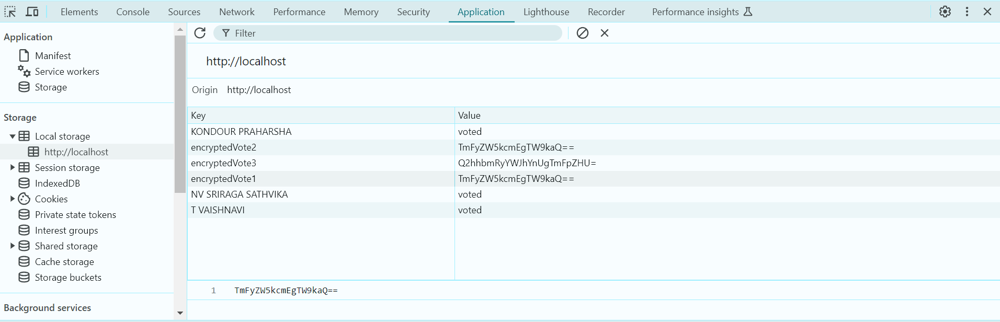 Elements Console Sources Network Performance Memory Security Application Lighthouse Recorder Performance insights
Application
Manifest
Service workers
Storage
Storage
Local storage
http://localhost
Session storage
IndexedDB
Cookies
Private state tokens
Interest groups
Shared storage
Cache storage
Storage buckets
Background services
Filter
http://localhost
Origin http://localhost
Key Value
KONDOUR PRAHARSHA voted
encryptedVote2 TmFyZW5kcmEgTW9kaQ==
encryptedVote3 Q2hhbmRyYWJhYnUgTmFpZHU=
encryptedVote1 TmFyZW5kcmEgTW9kaQ==
NV SRIRAGA SATHVIKA voted
T VAISHNAVI voted
1 TmFyZW5kcmEgTW9kaQ==